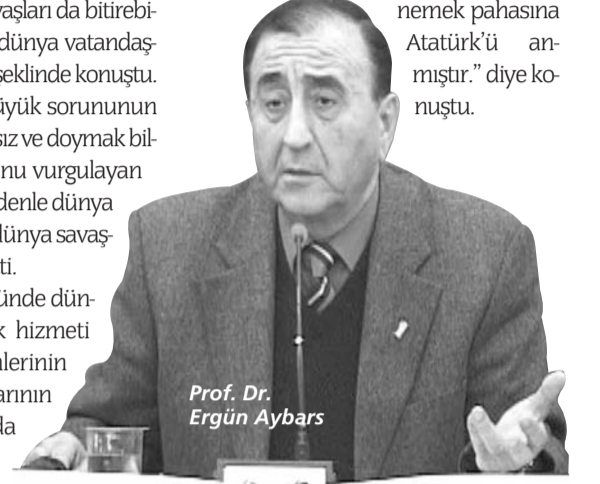 vaşları da bitirebi-
dünya vatandaş-
şeklinde konuştu.
üyük sorununun
sız ve doymak bil-
nu vurgulayan
denle dünya
dünya savaş-
ti.
ünde dün-
k hizmeti
lerinin
arının
da
nemek pahasına
Atatürk’ü an-
mıştır.” diye ko-
nuştu.
Prof. Dr.
Ergün Aybars